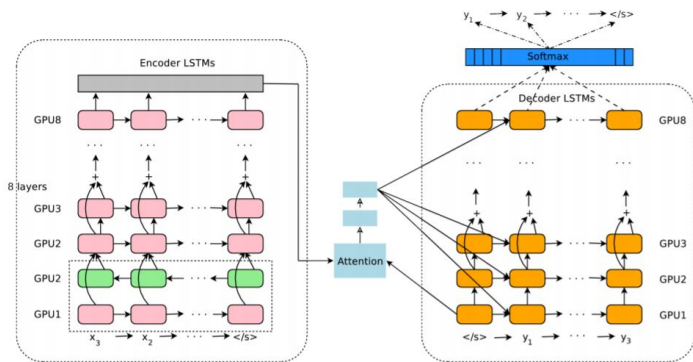 y1 y2 ... </s>
Softmax
Encoder LSTMs
Decoder LSTMs
GPU8
...
GPU8
...
...
...
...
+ + +
8 layers
GPU3
...
+ + +
...
GPU3
GPU2
...
...
GPU2
GPU2
...
Attention
...
GPU1
GPU1
x3 x2 ... </s>
</s> y1 ... y3